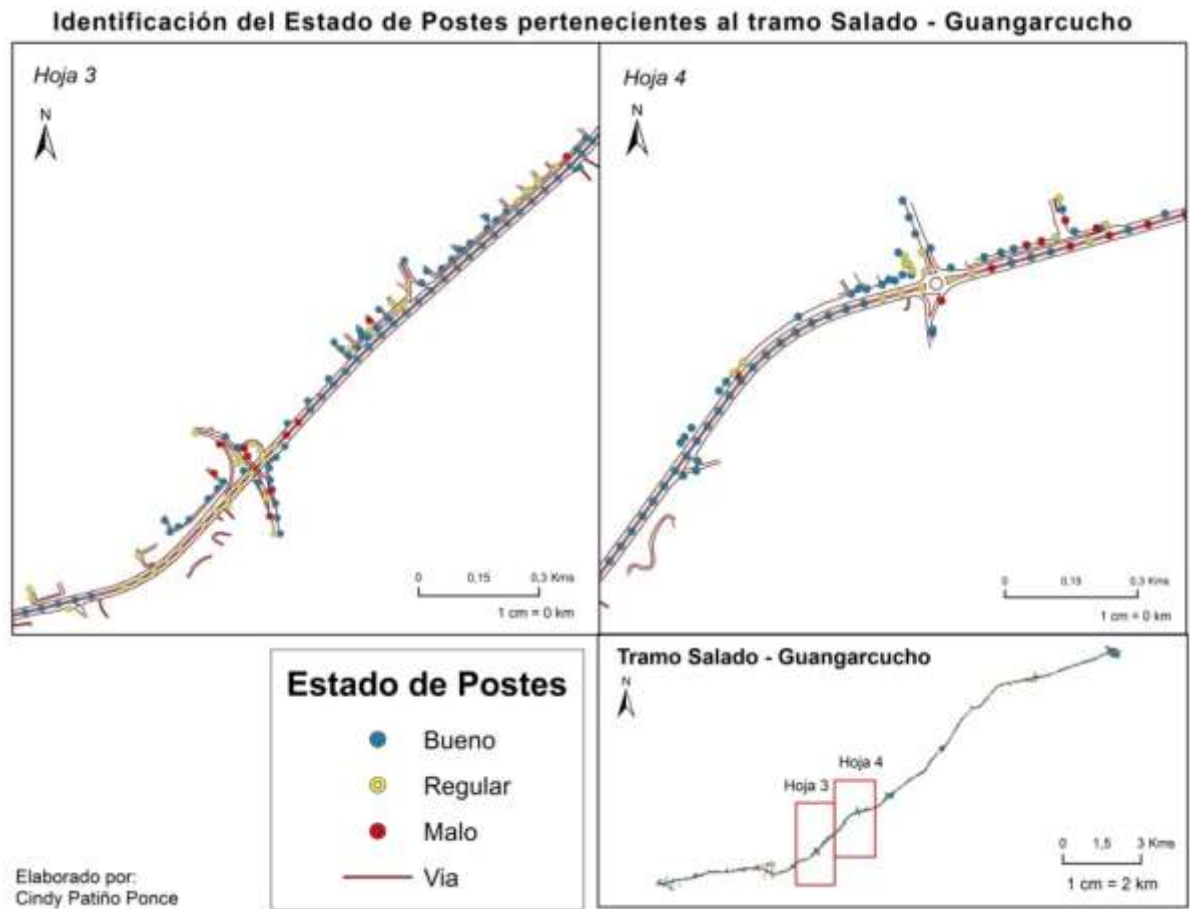 Identificación del Estado de Postes pertenecientes al tramo Salado - Guangarcucho
Hoja 3
N
0 0,15 0,3 Kms
1 cm = 0 km
Hoja 4
N
0 0,15 0,3 Kms
1 cm = 0 km
Estado de Postes
Bueno
Regular
Malo
Via
Elaborado por:
Cindy Patiño Ponce
Tramo Salado - Guangarcucho
N
Hoja 3
Hoja 4
0 1,5 3 Kms
1 cm = 2 km